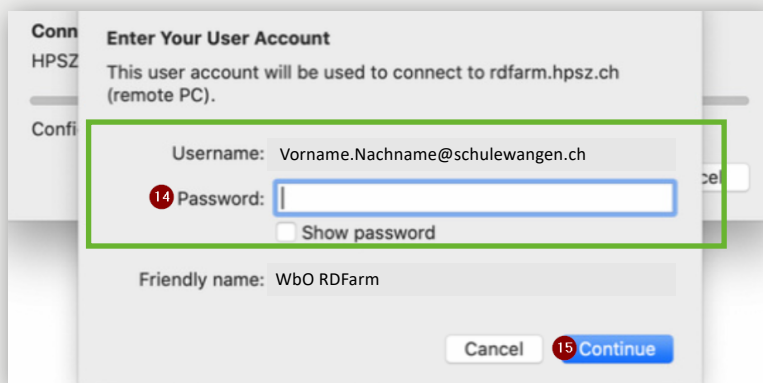 Conn
HPSZ
Confi
Enter Your User Account
This user account will be used to connect to rdfarm.hpsz.ch
(remote PC).
Username: Vorname.Nachname@schulewangen.ch
14 Password:
Show password
Friendly name: WbO RDFarm
cel
Cancel 15 Continue